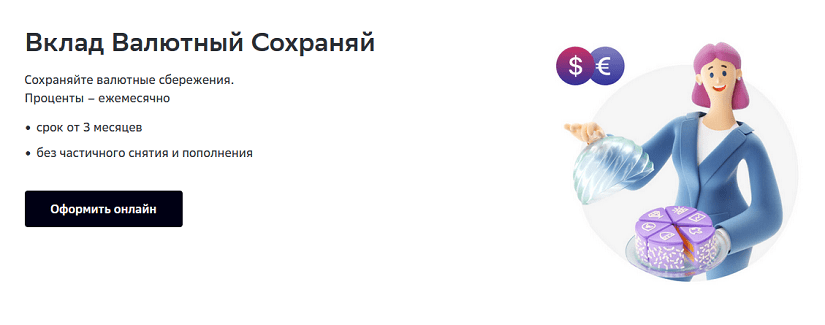 Вклад Валютный Сохраняй
$ €
Сохраняйте валютные сбережения.
Проценты – ежемесячно
• срок от 3 месяцев
• без частичного снятия и пополнения
Оформить онлайн